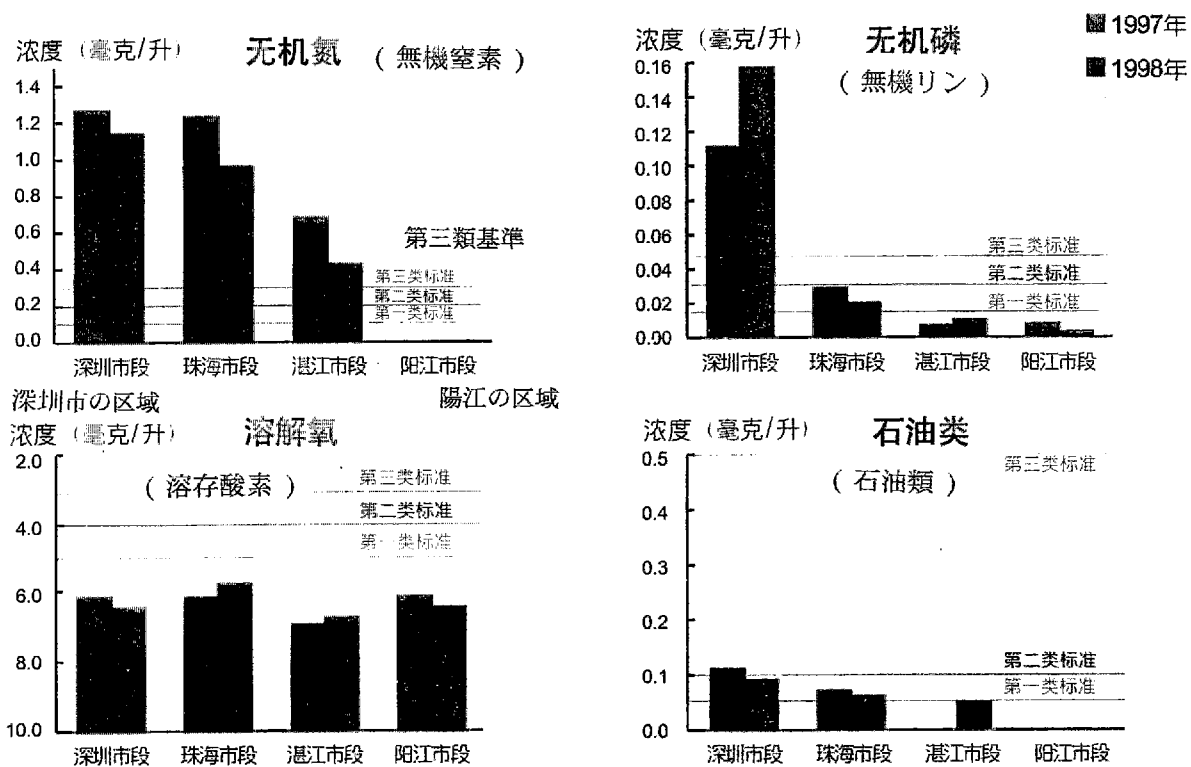 浓度（毫克/升） 无机氮 （無機窒素）
1.4
1.2
1.0
0.8
0.6
第三類基準
0.4
第三类标准
第二类标准
0.2
第一类标准
0.0
深圳市段 珠海市段 湛江市段 阳江市段
深圳市の区域 陽江の区域
浓度（毫克/升） 无机磷
（無機リン）
1997年
1998年
0.16
0.14
0.12
0.10
0.08
0.06
第三类标准
0.04
第二类标准
0.02
第一类标准
0.00
深圳市段 珠海市段 湛江市段 阳江市段
浓度（毫克/升） 溶解氧
（溶存酸素）
2.0
第三类标准
第二类标准
4.0
第一类标准
6.0
8.0
10.0
深圳市段 珠海市段 湛江市段 阳江市段
浓度（毫克/升） 石油类
（石油類）
0.5
第三类标准
0.4
0.3
0.2
第二类标准
0.1
第一类标准
0.0
深圳市段 珠海市段 湛江市段 阳江市段